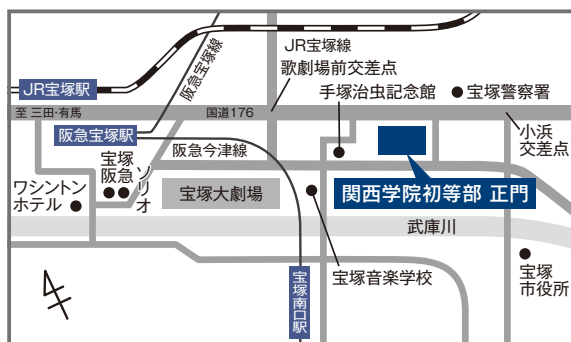 JR宝塚線
阪急宝塚線
歌劇場前交差点
JR宝塚駅
手塚治虫記念館
宝塚警察署
至 三田・有馬
国道176
小浜
交差点
阪急宝塚駅
阪急今津線
宝塚
阪急
ソリオ
ワシントン
ホテル
宝塚大劇場
関西学院初等部 正門
武庫川
宝塚音楽学校
宝塚
市役所
宝塚南口駅